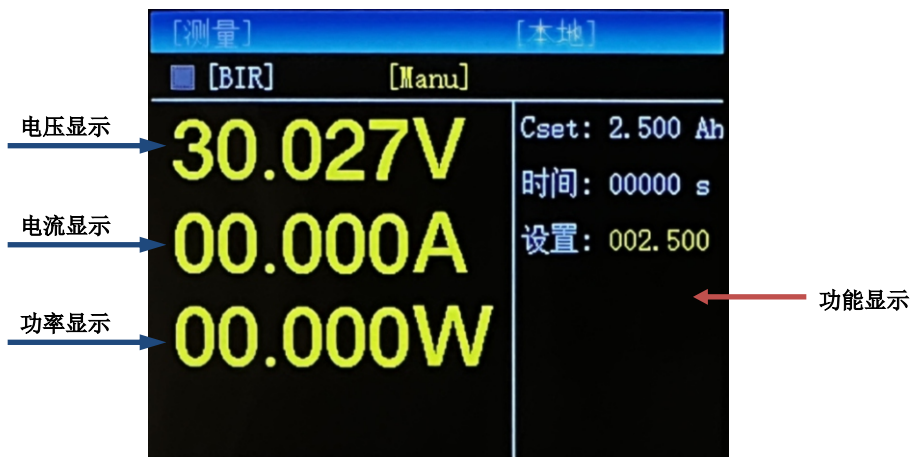 [测量] [本地]
[BIR] [Manu]
电压显示
30.027V
Cset: 2.500 Ah
时间: 00000 s
电流显示
00.000A
设置: 002.500
功能显示
功率显示
00.000W